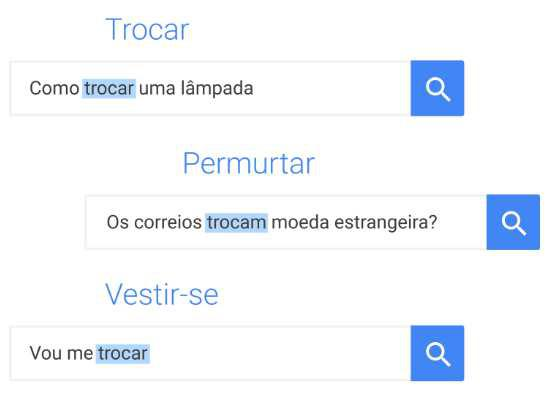 Trocar
Como trocar uma lâmpada
Permurtar
Os correios trocam moeda estrangeira?
Vestir-se
Vou me trocar